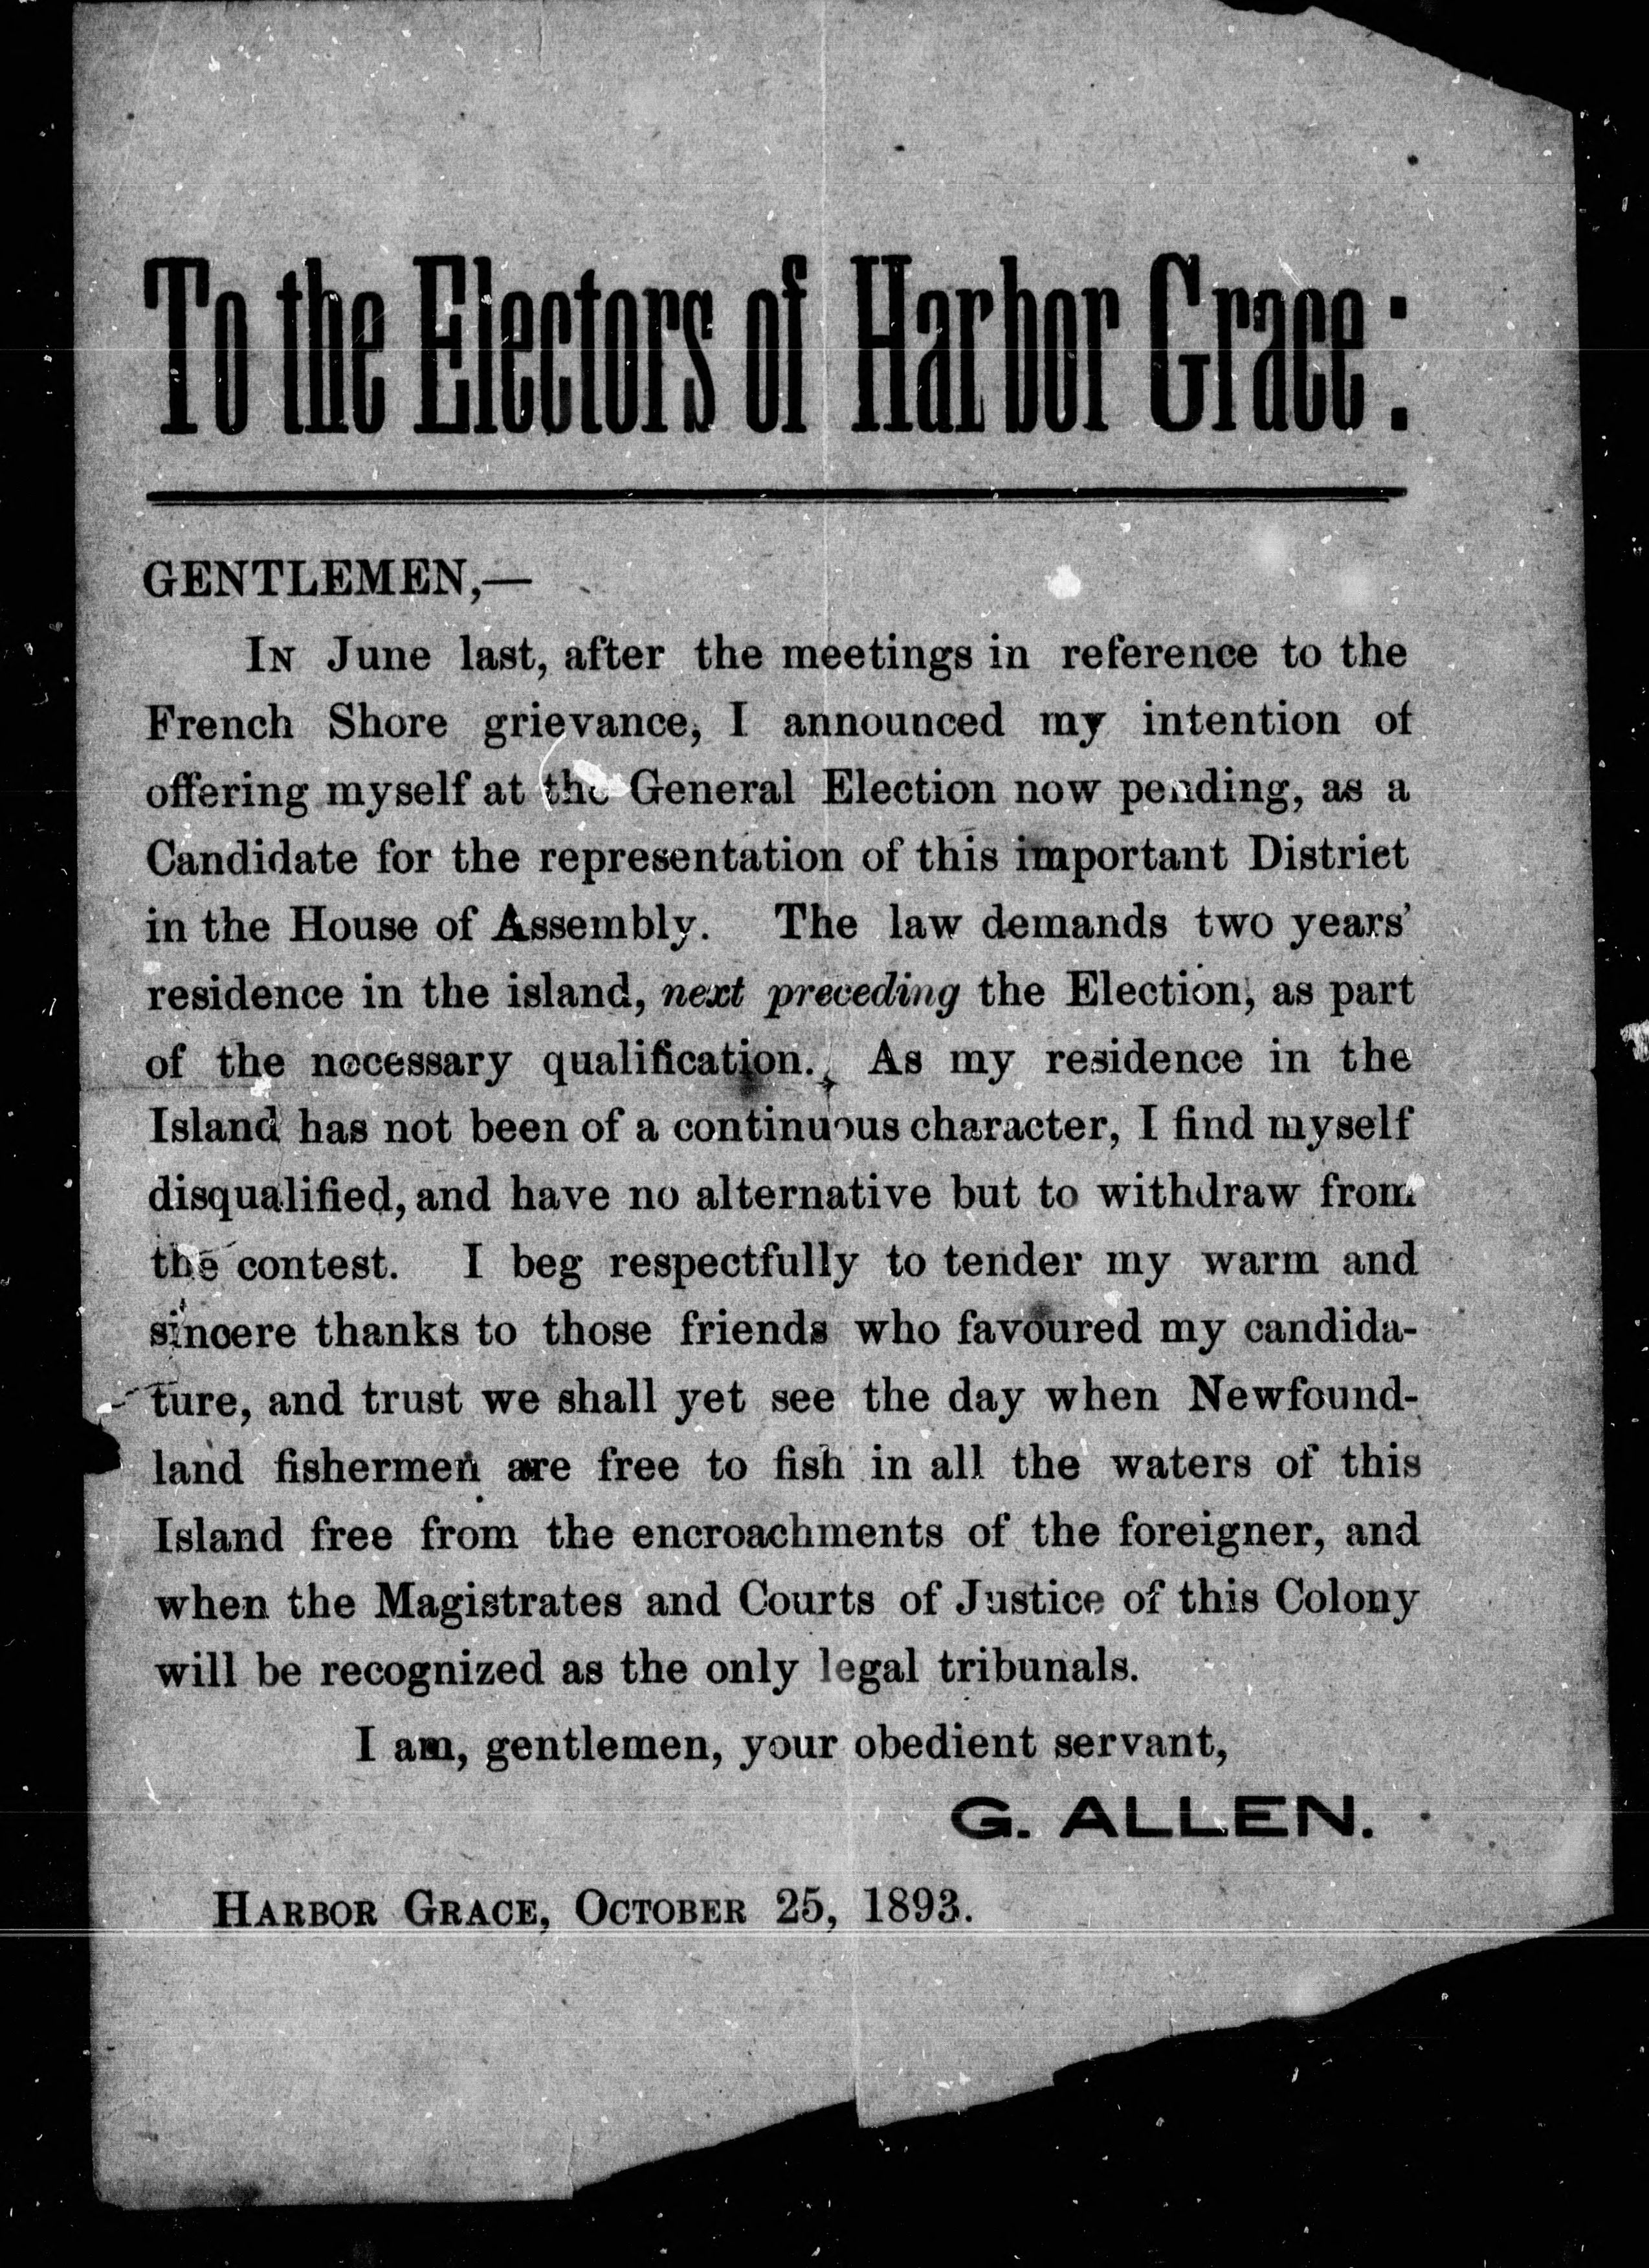 To the Electors of Harbor Grace:
GENTLEMEN,—
IN June last, after the meetings in reference to the
French Shore grievance, I announced my intention of
offering myself at the General Election now pending, as a
Candidate for the representation of this important District
in the House of Assembly. The law demands two years'
residence in the island, next preceding the Election, as part
of the necessary qualification. As my residence in the
Island has not been of a continuous character, I find myself
disqualified, and have no alternative but to withdraw from
the contest. I beg respectfully to tender my warm and
sincere thanks to those friends who favoured my candida-
ture, and trust we shall yet see the day when Newfound-
land fishermen are free to fish in all the waters of this
Island free from the encroachments of the foreigner, and
when the Magistrates and Courts of Justice of this Colony
will be recognized as the only legal tribunals.
I am, gentlemen, your obedient servant,
G. ALLEN.
HARBOR GRACE, OCTOBER 25, 1893.